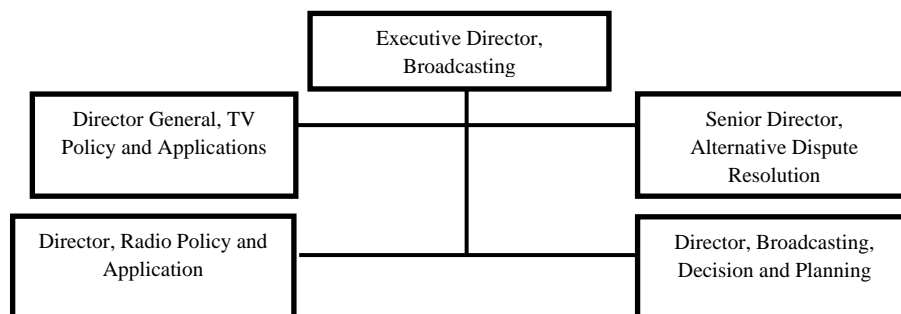 Executive Director,
Broadcasting
Director General, TV
Policy and Applications
Senior Director,
Alternative Dispute
Resolution
Director, Radio Policy and
Application
Director, Broadcasting,
Decision and Planning